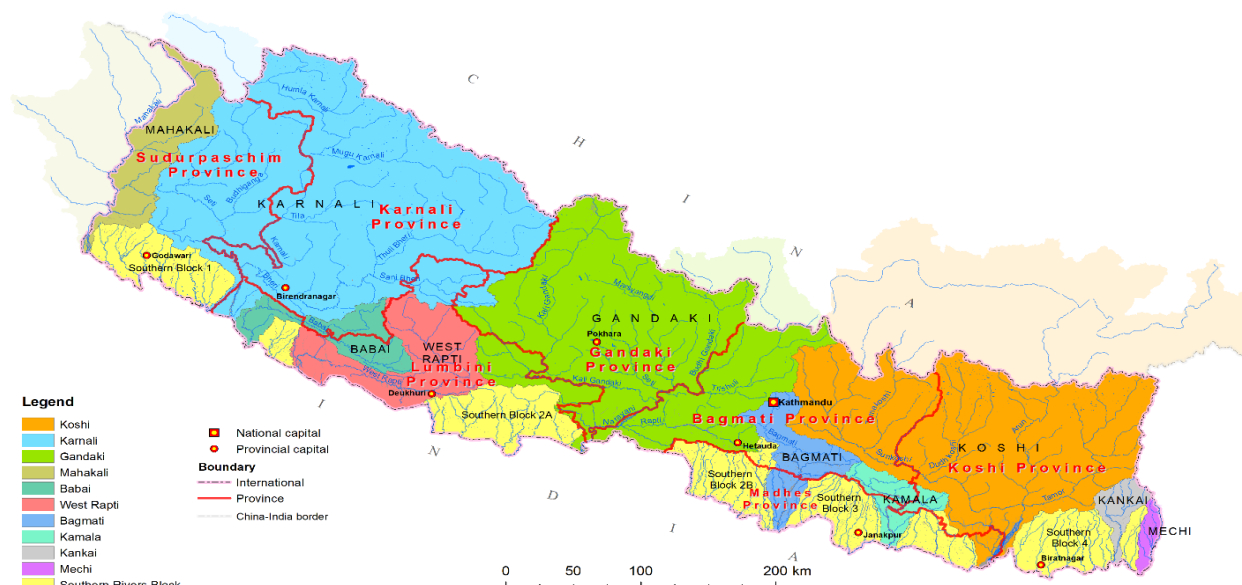 C H I N A
Humla Karnali
Mahakali
MAHAKALI
Mugu Karnali
Sudurpaschim
Province
Budhiganga
Seti
K A R N A L I
Karnali
Province
Tila
Karnali
Thuli Bheri
Sani Bheri
Bheri
Godawari
Southern Block 1
Birendranagar
Babai
BABAI
WEST
RAPTI
Lumbini
Province
West Rapti
Deukhuri
Kali Gandaki
Marsyangdi
G A N D A K I
Pokhara
Gandaki
Province
Budhi Gandaki
Seti
Trishuli
Kali Gandaki
Narayani
Rapti
Southern Block 2A
Kathmandu
Bagmati Province
Bagmati
Hetauda
BAGMATI
Sunkoshi
Dudh Koshi
Arun
K O S H I
Koshi Province
Tamor
Southern
Block 2B
Madhes
Province
Southern
Block 3
KAMALA
Janakpur
Southern
Block 4
Biratnagar
KANKAI
MECHI
I N D I A
Legend
Koshi
Karnali
Gandaki
Mahakali
Babai
West Rapti
Bagmati
Kamala
Kankai
Mechi
Southern Rivers Block
National capital
Provincial capital
Boundary
International
Province
China-India border
0 50 100 200 km